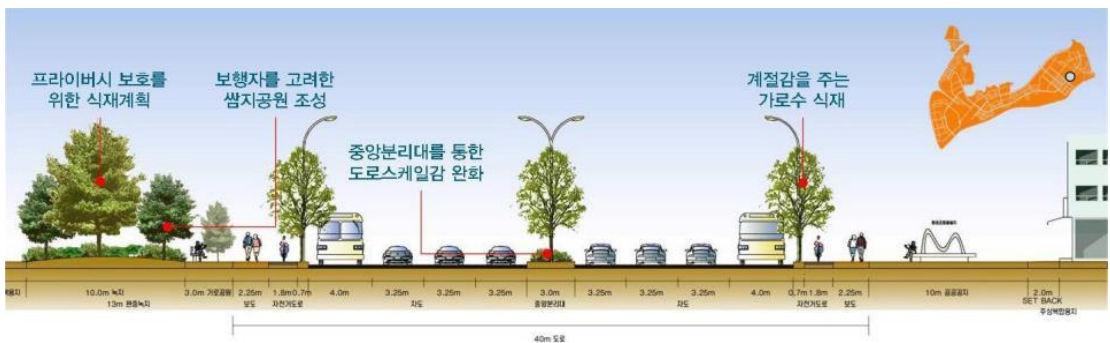 프라이버시 보호를
위한 식재계획
보행자를 고려한
쌈지공원 조성
중앙분리대를 통한
도로스케일감 완화
계절감을 주는
가로수 식재
10.0m 녹지
3.0m 가로공원
2.25m
1.8m
0.7m
4.0m
3.25m
3.25m
3.25m
3.0m
3.25m
3.25m
3.25m
4.0m
0.7m
1.8m
2.25m
10m 공공공지
2.0m
13m 완충녹지
보도
자전거도로
차도
중앙분리대
차도
자전거도로
보도
SET BACK
주상복합용지
40m 도로